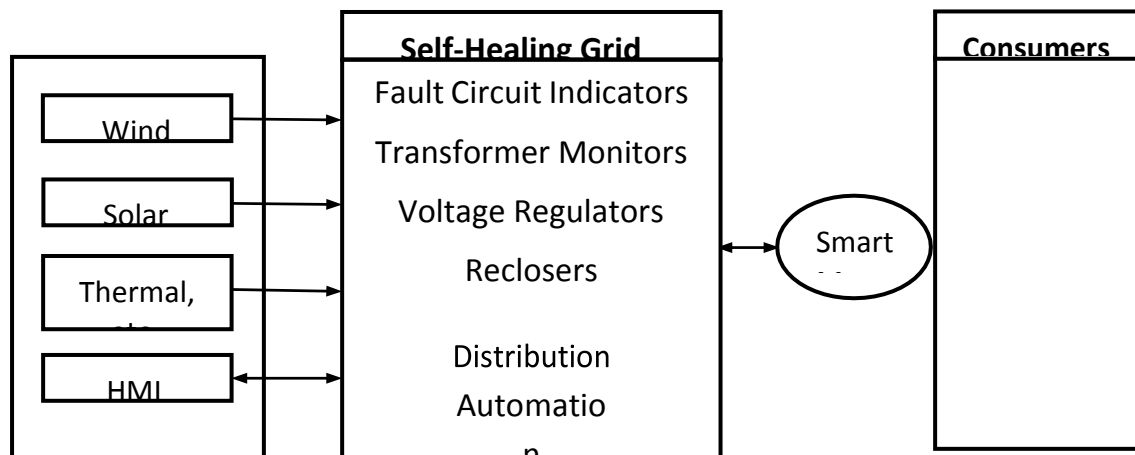 Self-Healing Grid
Consumers
Wind
Solar
Thermal,
HMI
Fault Circuit Indicators
Transformer Monitors
Voltage Regulators
Reclosers
Distribution
Automatio
n
Smart